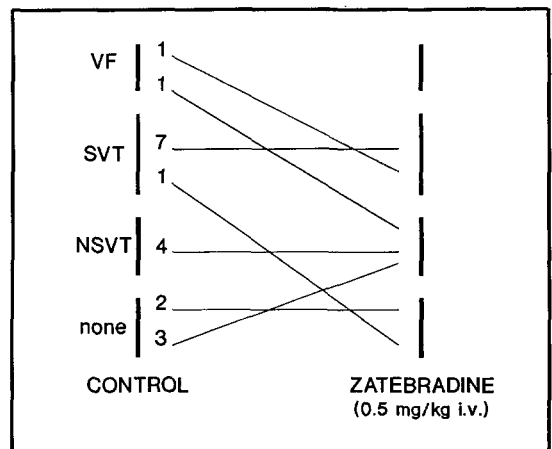 VF 1
1
SVT 7
1
NSVT 4
2
none 3
CONTROL ZATEBRADINE
(0.5 mg/kg i.v.)